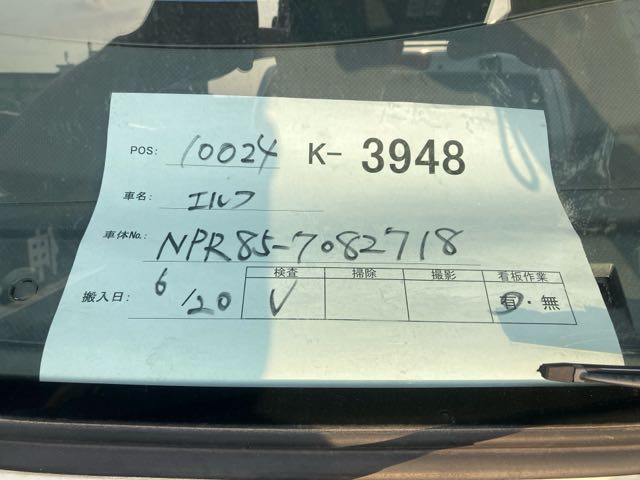 POS: 10024 K- 3948
車名: エルフ
車体No.: NPR85-7082718
検査 掃除 撮影 看板作業
搬入日: 6/20 V 有・無